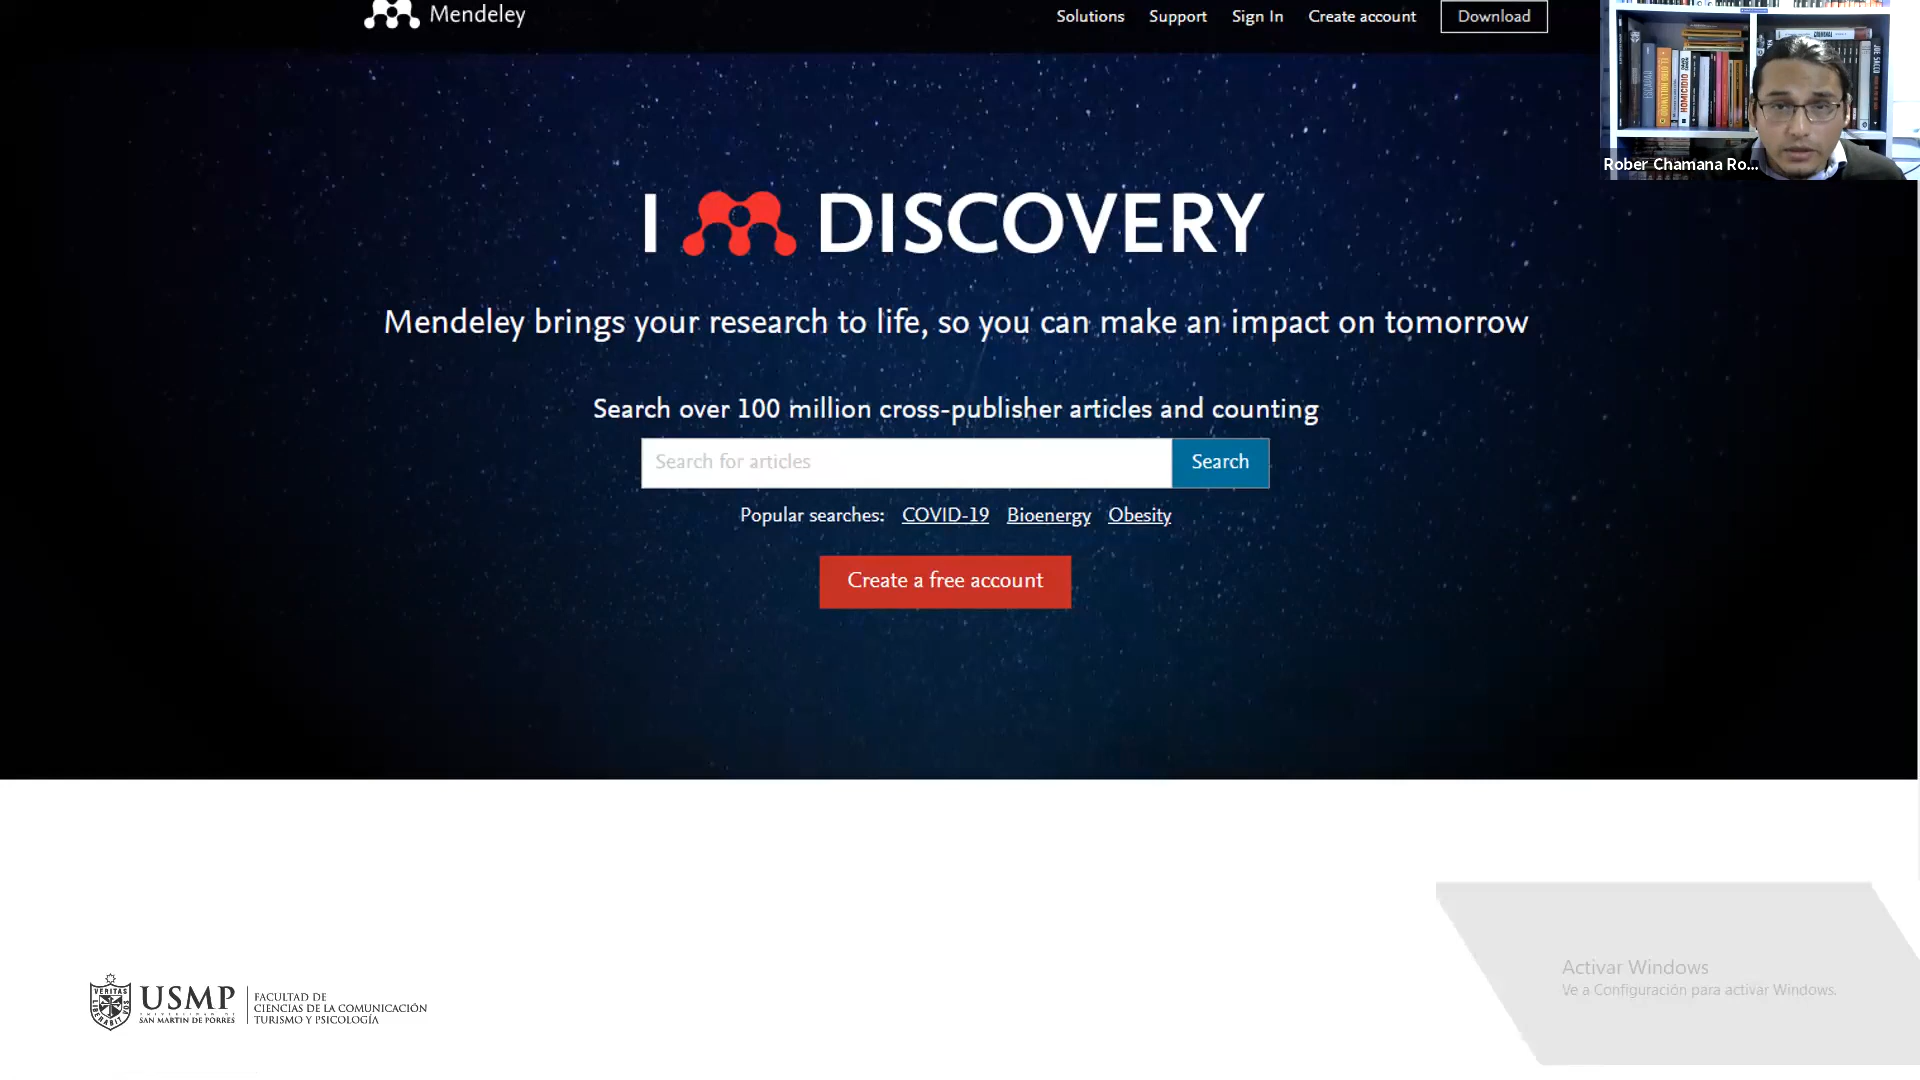 Mendeley
Solutions Support Sign In Create account Download
HOMICIDIO
Rober Chamana Ro...
I DISCOVERY
Mendeley brings your research to life, so you can make an impact on tomorrow
Search over 100 million cross-publisher articles and counting
Search for articles Search
Popular searches: COVID-19 Bioenergy Obesity
Create a free account
Activar Windows
Ve a Configuración para activar Windows.
VERITAS
USMP
SAN MARTIN DE PORRES
FACULTAD DE
CIENCIAS DE LA COMUNICACIÓN
TURISMO Y PSICOLOGÍA